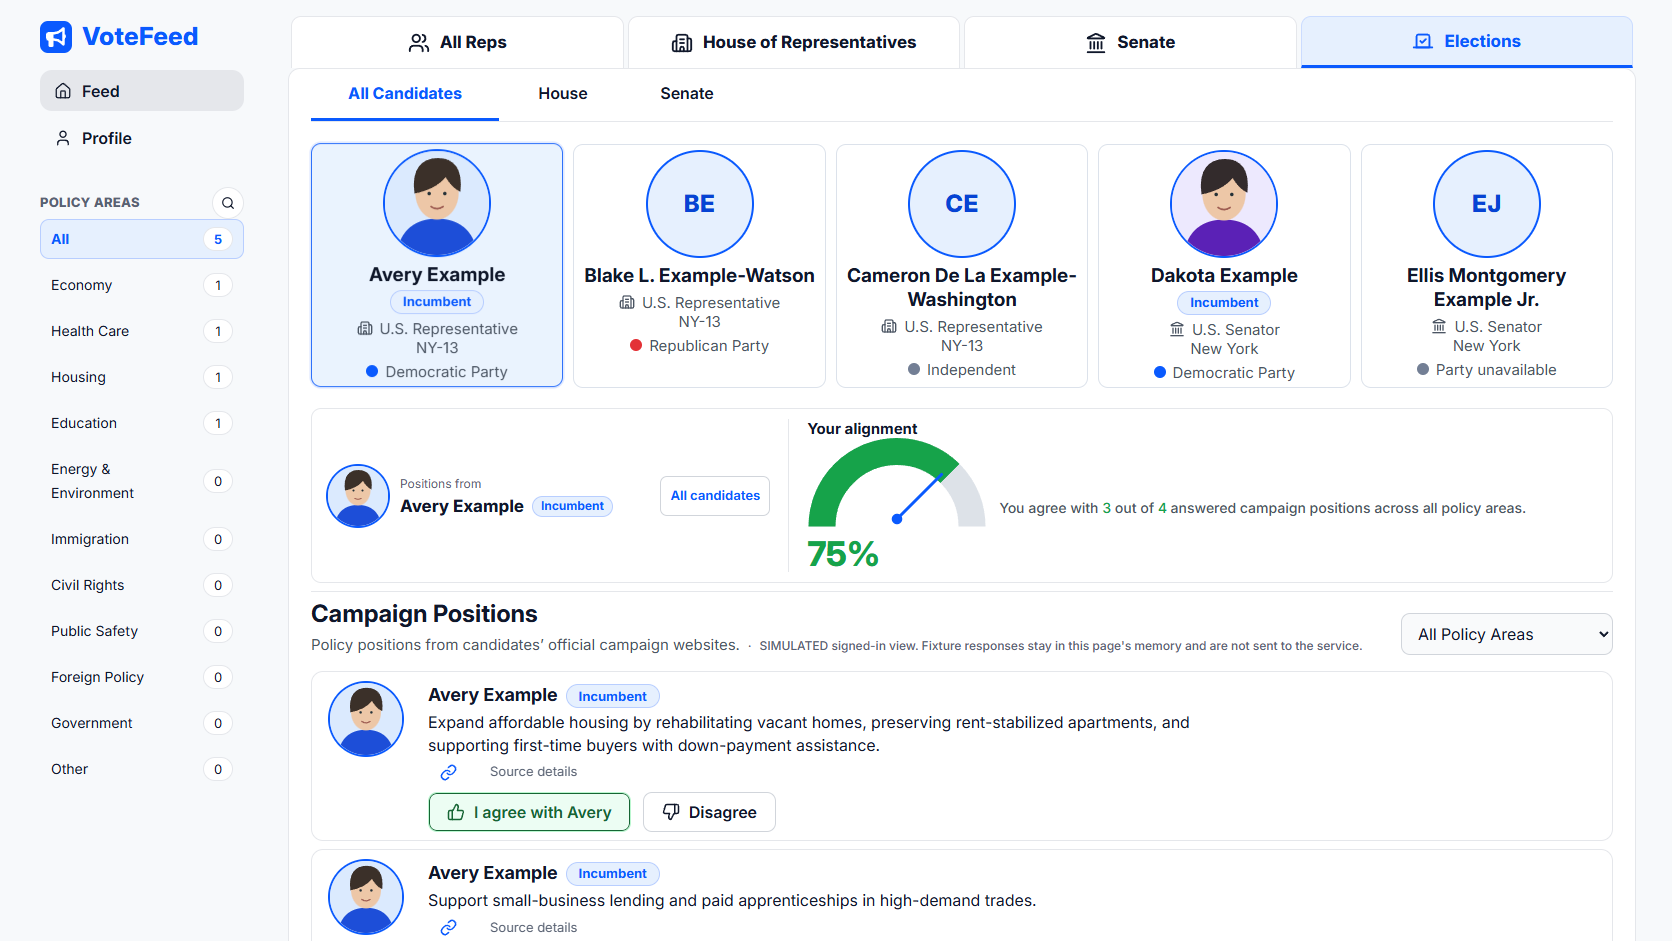 VoteFeed
Feed
Profile
POLICY AREAS
All 5
Economy 1
Health Care 1
Housing 1
Education 1
Energy &
Environment 0
Immigration 0
Civil Rights 0
Public Safety 0
Foreign Policy 0
Government 0
Other 0
All Reps
House of Representatives
Senate
Elections
All Candidates
House
Senate
Avery Example
Incumbent
U.S. Representative
NY-13
Democratic Party
BE
Blake L. Example-Watson
U.S. Representative
NY-13
Republican Party
CE
Cameron De La Example-
Washington
U.S. Representative
NY-13
Independent
Dakota Example
Incumbent
U.S. Senator
New York
Democratic Party
EJ
Ellis Montgomery
Example Jr.
U.S. Senator
New York
Party unavailable
Positions from
Avery Example Incumbent
All candidates
Your alignment
75%
You agree with 3 out of 4 answered campaign positions across all policy areas.
Campaign Positions
Policy positions from candidates’ official campaign websites. · SIMULATED signed-in view. Fixture responses stay in this page's memory and are not sent to the service.
All Policy Areas
Avery Example Incumbent
Expand affordable housing by rehabilitating vacant homes, preserving rent-stabilized apartments, and
supporting first-time buyers with down-payment assistance.
Source details
I agree with Avery
Disagree
Avery Example Incumbent
Support small-business lending and paid apprenticeships in high-demand trades.
Source details